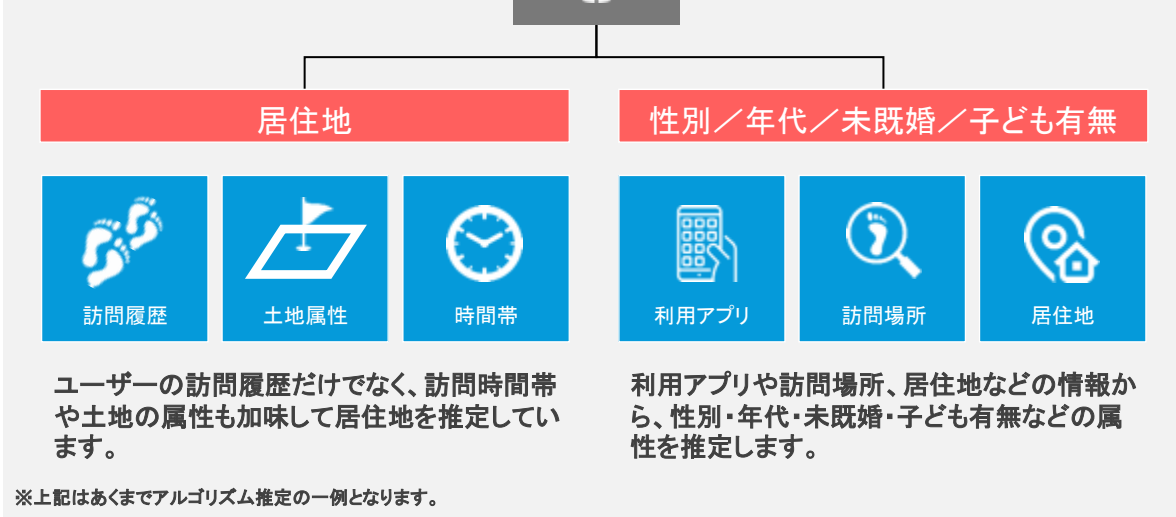 居住地
性別／年代／未既婚／子ども有無
訪問履歴
土地属性
時間帯
利用アプリ
訪問場所
居住地
ユーザーの訪問履歴だけでなく、訪問時間帯
や土地の属性も加味して居住地を推定してい
ます。
利用アプリや訪問場所、居住地などの情報か
ら、性別・年代・未既婚・子ども有無などの属
性を推定します。
※上記はあくまでアルゴリズム推定の一例となります。